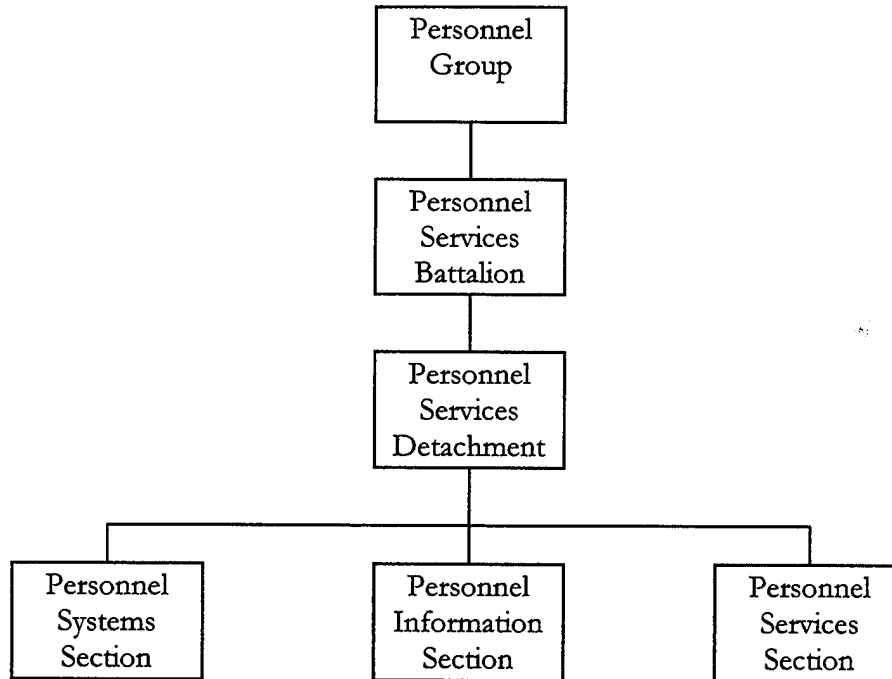 Personnel
Group
Personnel
Services
Battalion
Personnel
Services
Detachment
Personnel
Systems
Section
Personnel
Information
Section
Personnel
Services
Section